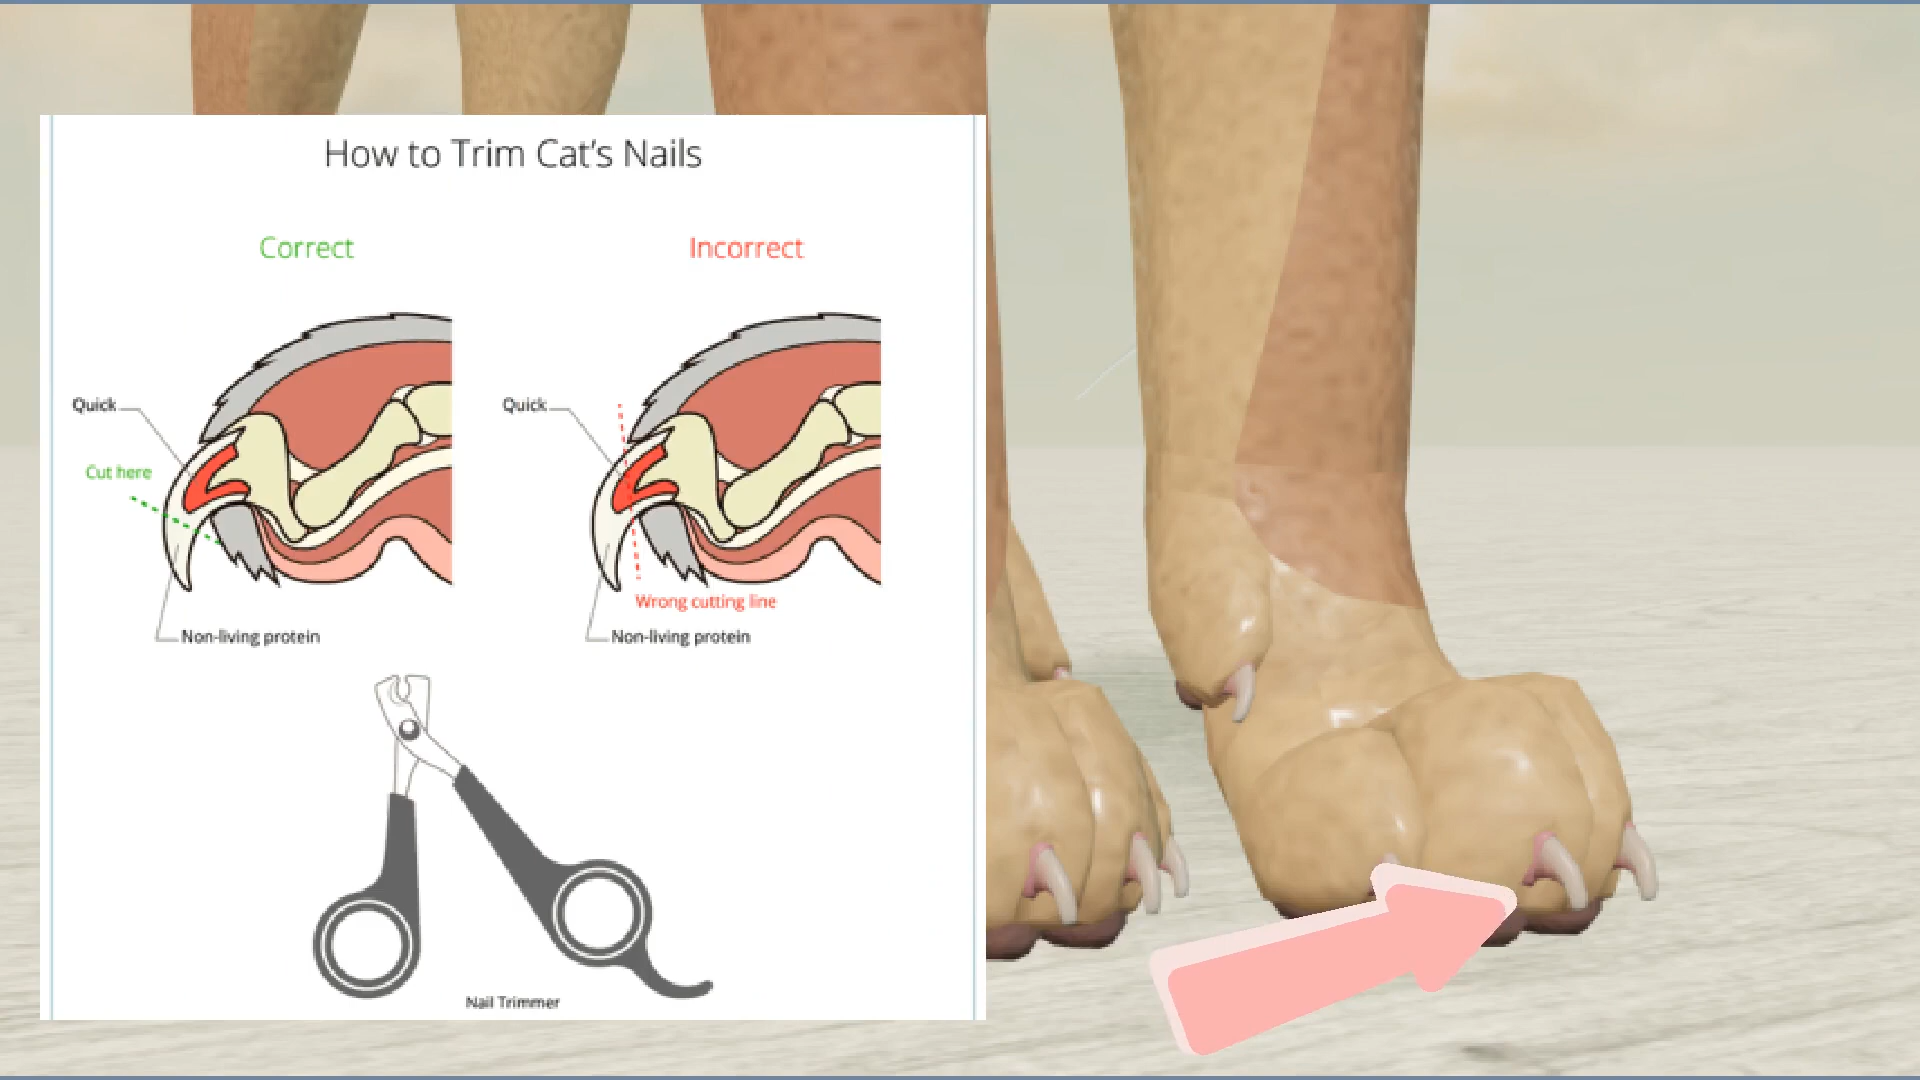 How to Trim Cat's Nails
Correct
Incorrect
Quick
Quick
Cut here
Wrong cutting line
Non-living protein
Non-living protein
Nail Trimmer